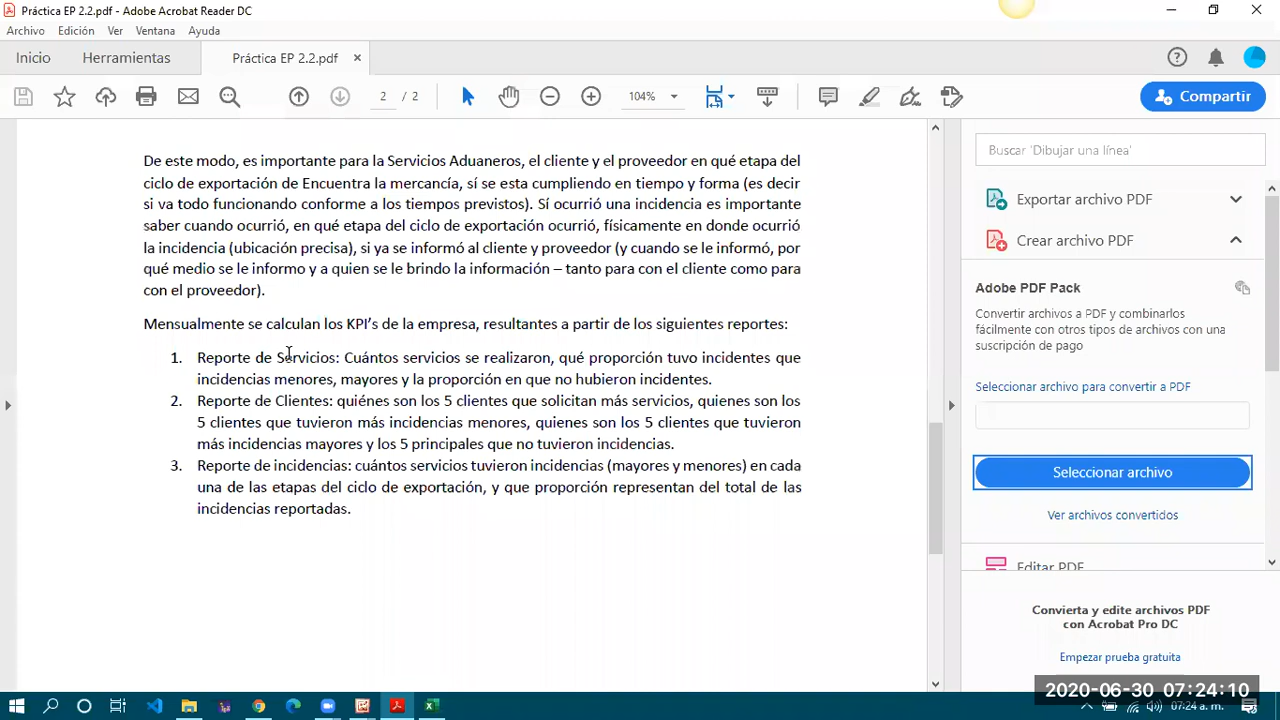 Práctica EP 2.2.pdf - Adobe Acrobat Reader DC
Archivo Edición Ver Ventana Ayuda
Inicio Herramientas Práctica EP 2.2.pdf ×
2 / 2 104% Compartir
De este modo, es importante para la Servicios Aduaneros, el cliente y el proveedor en qué etapa del
ciclo de exportación de Encuentra la mercancía, sí se esta cumpliendo en tiempo y forma (es decir
si va todo funcionando conforme a los tiempos previstos). Sí ocurrió una incidencia es importante
saber cuando ocurrió, en qué etapa del ciclo de exportación ocurrió, físicamente en donde ocurrió
la incidencia (ubicación precisa), si ya se informó al cliente y proveedor (y cuando se le informó, por
qué medio se le informo y a quien se le brindo la información – tanto para con el cliente como para
con el proveedor).
Mensualmente se calculan los KPI's de la empresa, resultantes a partir de los siguientes reportes:
1. Reporte de Servicios: Cuántos servicios se realizaron, qué proporción tuvo incidentes que
incidencias menores, mayores y la proporción en que no hubieron incidentes.
2. Reporte de Clientes: quiénes son los 5 clientes que solicitan más servicios, quienes son los
5 clientes que tuvieron más incidencias menores, quienes son los 5 clientes que tuvieron
más incidencias mayores y los 5 principales que no tuvieron incidencias.
3. Reporte de incidencias: cuántos servicios tuvieron incidencias (mayores y menores) en cada
una de las etapas del ciclo de exportación, y que proporción representan del total de las
incidencias reportadas.
Buscar 'Dibujar una línea'
Exportar archivo PDF
Crear archivo PDF
Adobe PDF Pack
Convertir archivos a PDF y combinarlos
fácilmente con otros tipos de archivos con una
suscripción de pago
Seleccionar archivo para convertir a PDF
Seleccionar archivo
Ver archivos convertidos
Editar PDF
Convierta y edite archivos PDF
con Acrobat Pro DC
Empezar prueba gratuita
2020-06-30 07:24:10
07:24 a. m.